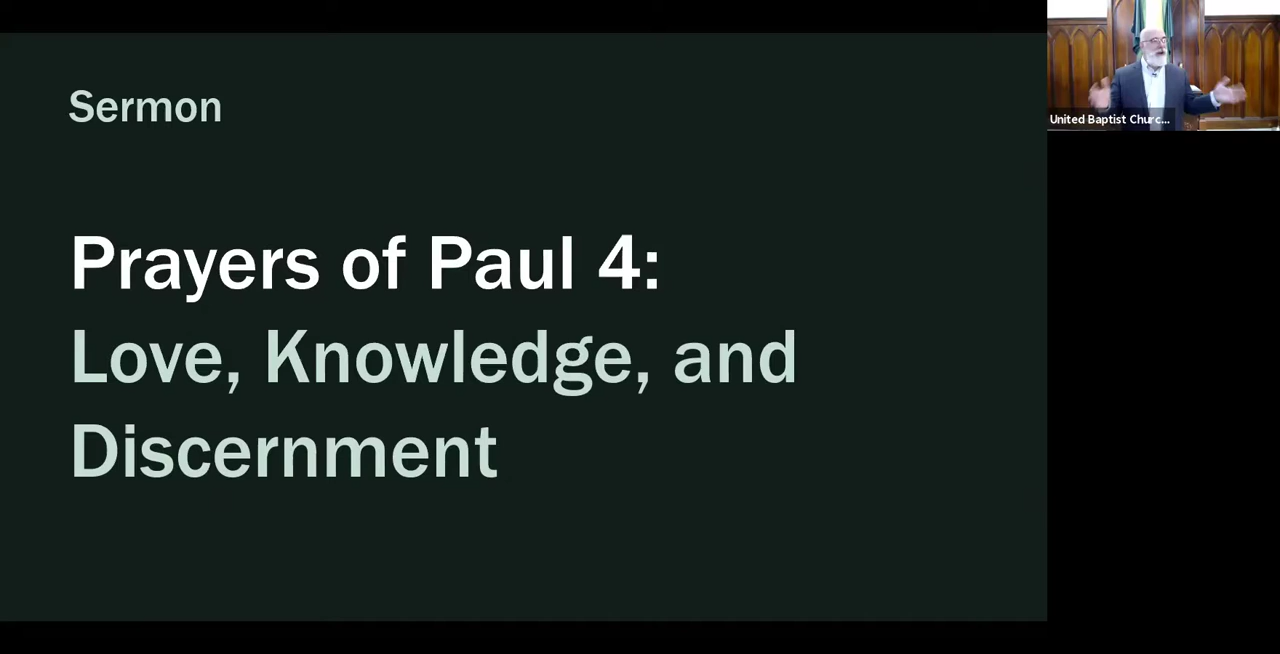 Sermon
Prayers of Paul 4:
Love, Knowledge, and
Discernment
United Baptist Churc...